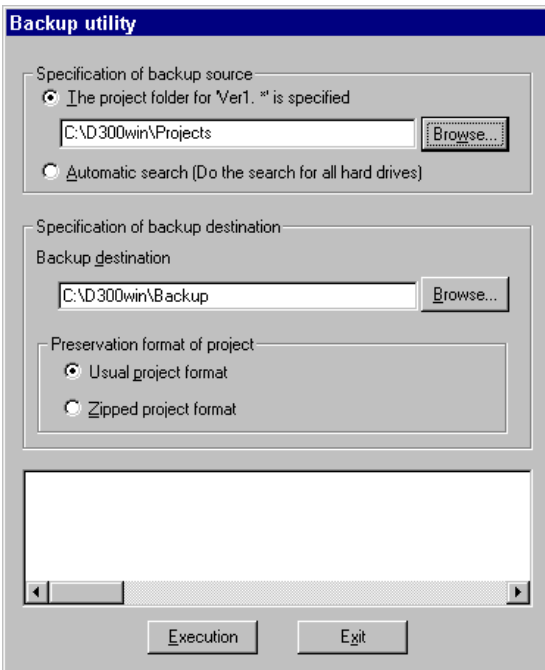 Backup utility
Specification of backup source
The project folder for 'Ver1. *' is specified
C:\D300win\Projects
Browse...
Automatic search (Do the search for all hard drives)
Specification of backup destination
Backup destination
C:\D300win\Backup
Browse...
Preservation format of project
Usual project format
Zipped project format
Execution Exit